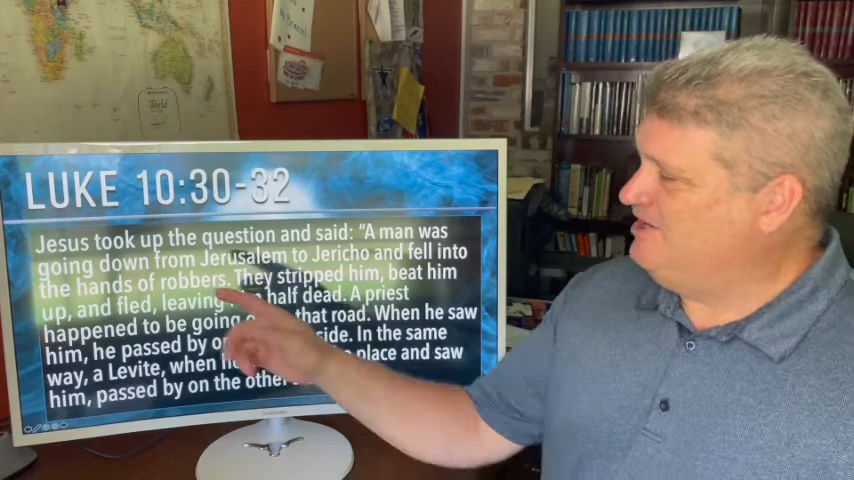 LUKE 10:30-32
Jesus took up the question and said: "A man was
going down from Jerusalem to Jericho and fell into
the hands of robbers. They stripped him, beat him
up, and fled, leaving half dead. A priest
happened to be going that road. When he saw
him, he passed by side. In the same
way, a Levite, when place and saw
him, passed by on the other
SAMSUNG
World